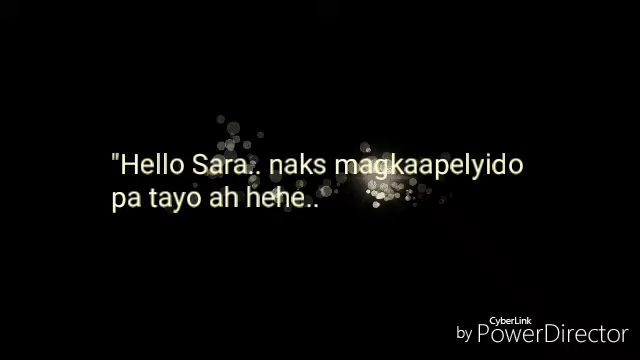 "Hello Sara.. naks magkaapelyido
pa tayo ah hehe..
CyberLink
by PowerDirector